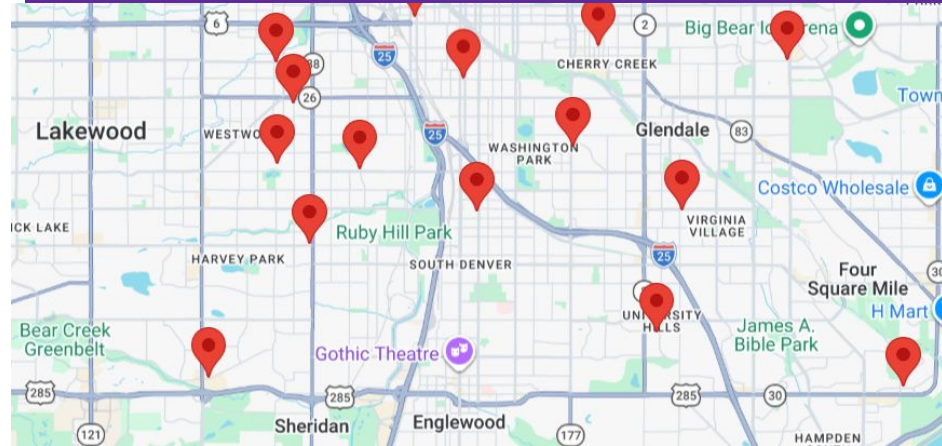 6
2
Big Bear Ice Arena
25
38
CHERRY CREEK
26
Town
Lakewood
WESTWO
25
Glendale
83
WASHINGTON
PARK
Costco Wholesale
ICK LAKE
Ruby Hill Park
VIRGINIA
VILLAGE
HARVEY PARK
SOUTH DENVER
25
Four
Square Mile
30
H Mart
UNIVERSITY
HILLS
Bear Creek
Greenbelt
James A.
Bible Park
Gothic Theatre
285
285
285
30
Sheridan
Englewood
121
177
HAMPDEN